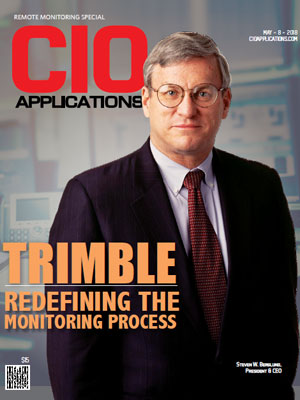 REMOTE MONITORING SPECIAL
MAY - 8 - 2018
CIOAPPLICATIONS.COM
CIO
APPLICATIONS
TRIMBLE
REDEFINING THE
MONITORING PROCESS
$15
STEVEN W. BERGLUND,
PRESIDENT & CEO